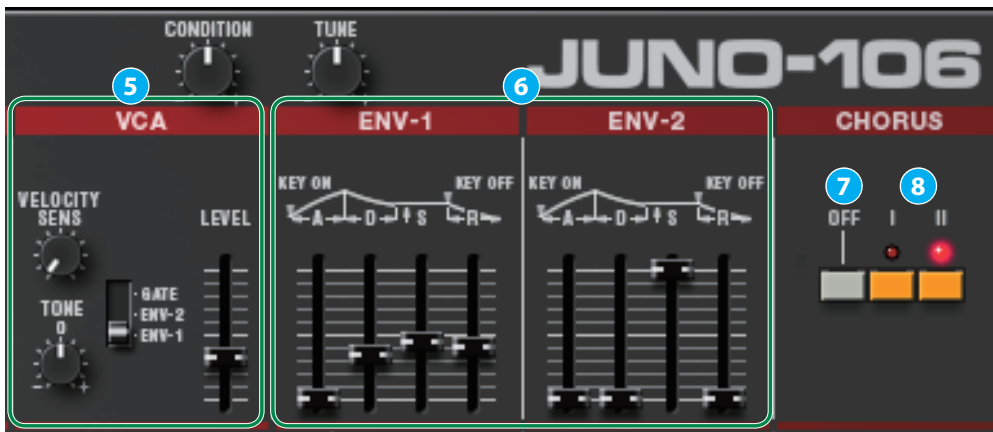 CONDITION
TUNE
JUNO-106
5
6
VCA
ENV-1
ENV-2
CHORUS
VELOCITY
SENS
LEVEL
TONE
0
- +
GATE
ENV-2
ENV-1
KEY ON
KEY OFF
A D S R
KEY ON
KEY OFF
A D S R
7
8
OFF
I
II